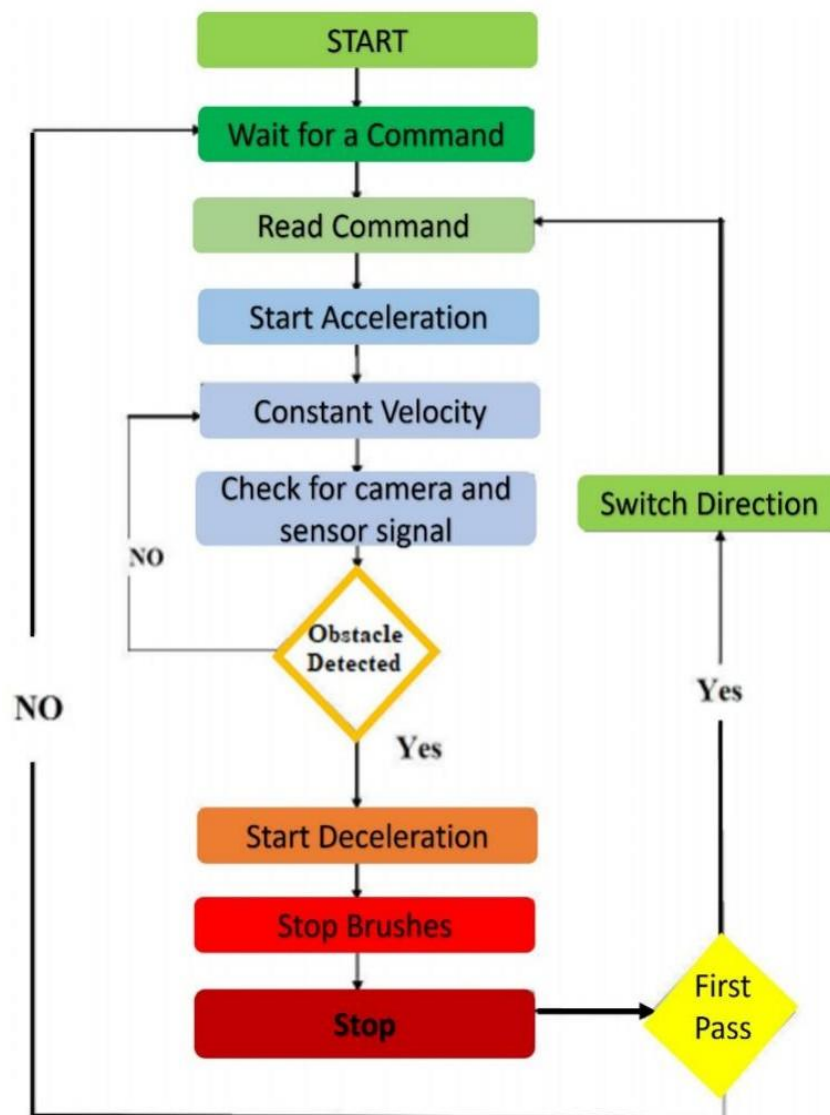 START
Wait for a Command
Read Command
Start Acceleration
Constant Velocity
Check for camera and
sensor signal
Switch Direction
NO
Obstacle
Detected
Yes
NO
Yes
Start Deceleration
Stop Brushes
First
Pass
Stop